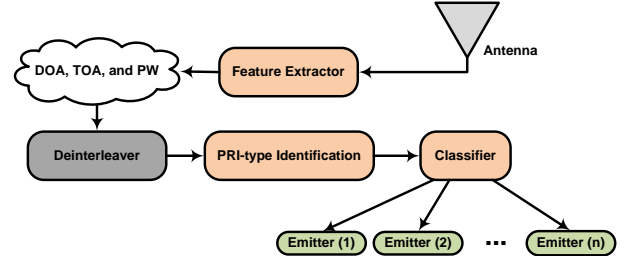 Antenna
Feature Extractor
DOA, TOA, and PW
Deinterleaver
PRI-type Identification
Classifier
Emitter (1)
Emitter (2)
...
Emitter (n)